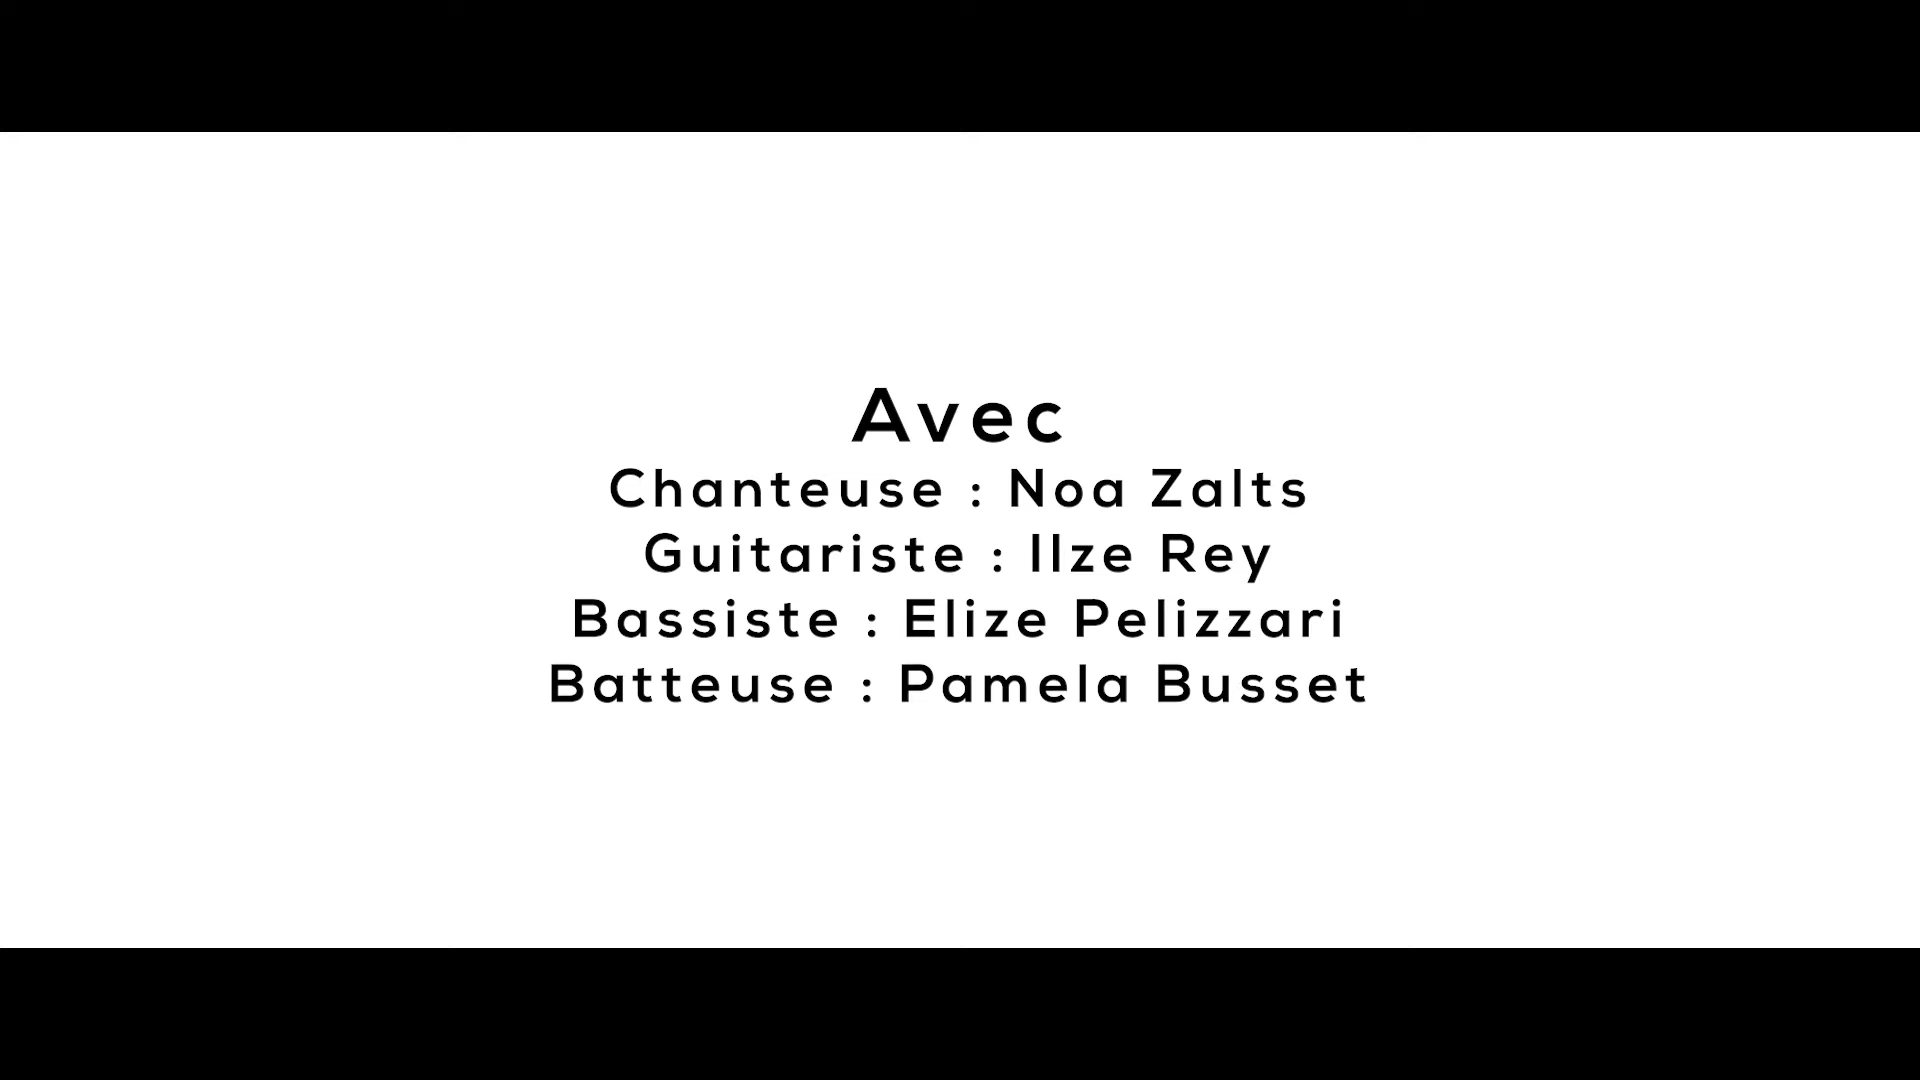 Avec
Chanteuse : Noa Zalts
Guitariste : Ilze Rey
Bassiste : Elize Pelizzari
Batteuse : Pamela Busset